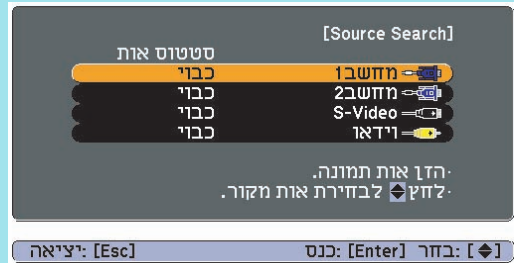 [Source Search]
סטטוס אות
מחשב1 כבוי
מחשב2 כבוי
S-Video כבוי
וידאו כבוי
·הזן אות תמונה.
·לחץ לבחירת אות מקור.
[ ]: בחר [Enter]: כנס [Esc]: יציאה